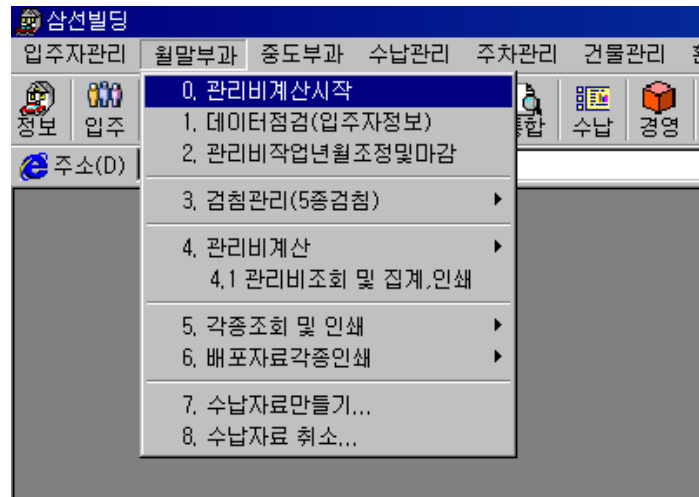 삼선빌딩
입주자관리 월말부과 중도부과 수납관리 주차관리 건물관리
정보 입주 통합 수납 경영
주소(D)
0, 관리비계산시작
1, 데이터점검(입주자정보)
2, 관리비작업년월조정및마감
3, 검침관리(5종검침)
4, 관리비계산
4,1 관리비조회 및 집계,인쇄
5, 각종조회 및 인쇄
6, 배포자료각종인쇄
7, 수납자료만들기...
8, 수납자료 취소...